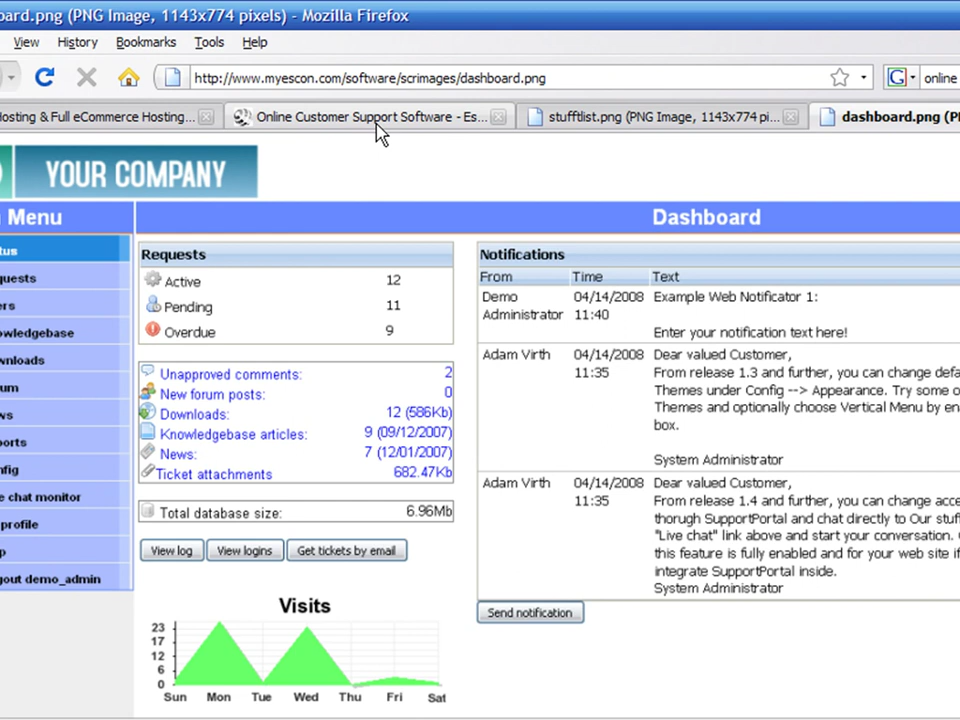 ard.png (PNG Image, 1143x774 pixels) - Mozilla Firefox
View History Bookmarks Tools Help
http://www.myescon.com/software/scrimages/dashboard.png
online
osting & Full eCommerce Hosting...
Online Customer Support Software - Es...
stufftlist.png (PNG Image, 1143x774 pi...
dashboard.png (P
YOUR COMPANY
Menu
Dashboard
tus
quests
ers
owledgebase
wnloads
um
ws
ports
nfig
e chat monitor
profile
p
gout demo_admin
Requests
Active 12
Pending 11
Overdue 9
Unapproved comments: 2
New forum posts: 0
Downloads: 12 (586Kb)
Knowledgebase articles: 9 (09/12/2007)
News: 7 (12/01/2007)
Ticket attachments 682.47Kb
Total database size: 6.96Mb
View log View logins Get tickets by email
Visits
23
17
12
6
0
Sun Mon Tue Wed Thu Fri Sat
Notifications
From Time Text
Demo 04/14/2008 Example Web Notificator 1:
Administrator 11:40
Enter your notification text here!
Adam Virth 04/14/2008 Dear valued Customer,
11:35 From release 1.3 and further, you can change defa
Themes under Config --> Appearance. Try some o
Themes and optionally choose Vertical Menu by en
box.
System Administrator
Adam Virth 04/14/2008 Dear valued Customer,
11:35 From release 1.4 and further, you can change acce
thorugh SupportPortal and chat directly to Our stuf
"Live chat" link above and start your conversation.
this feature is fully enabled and for your web site if
integrate SupportPortal inside.
System Administrator
Send notification